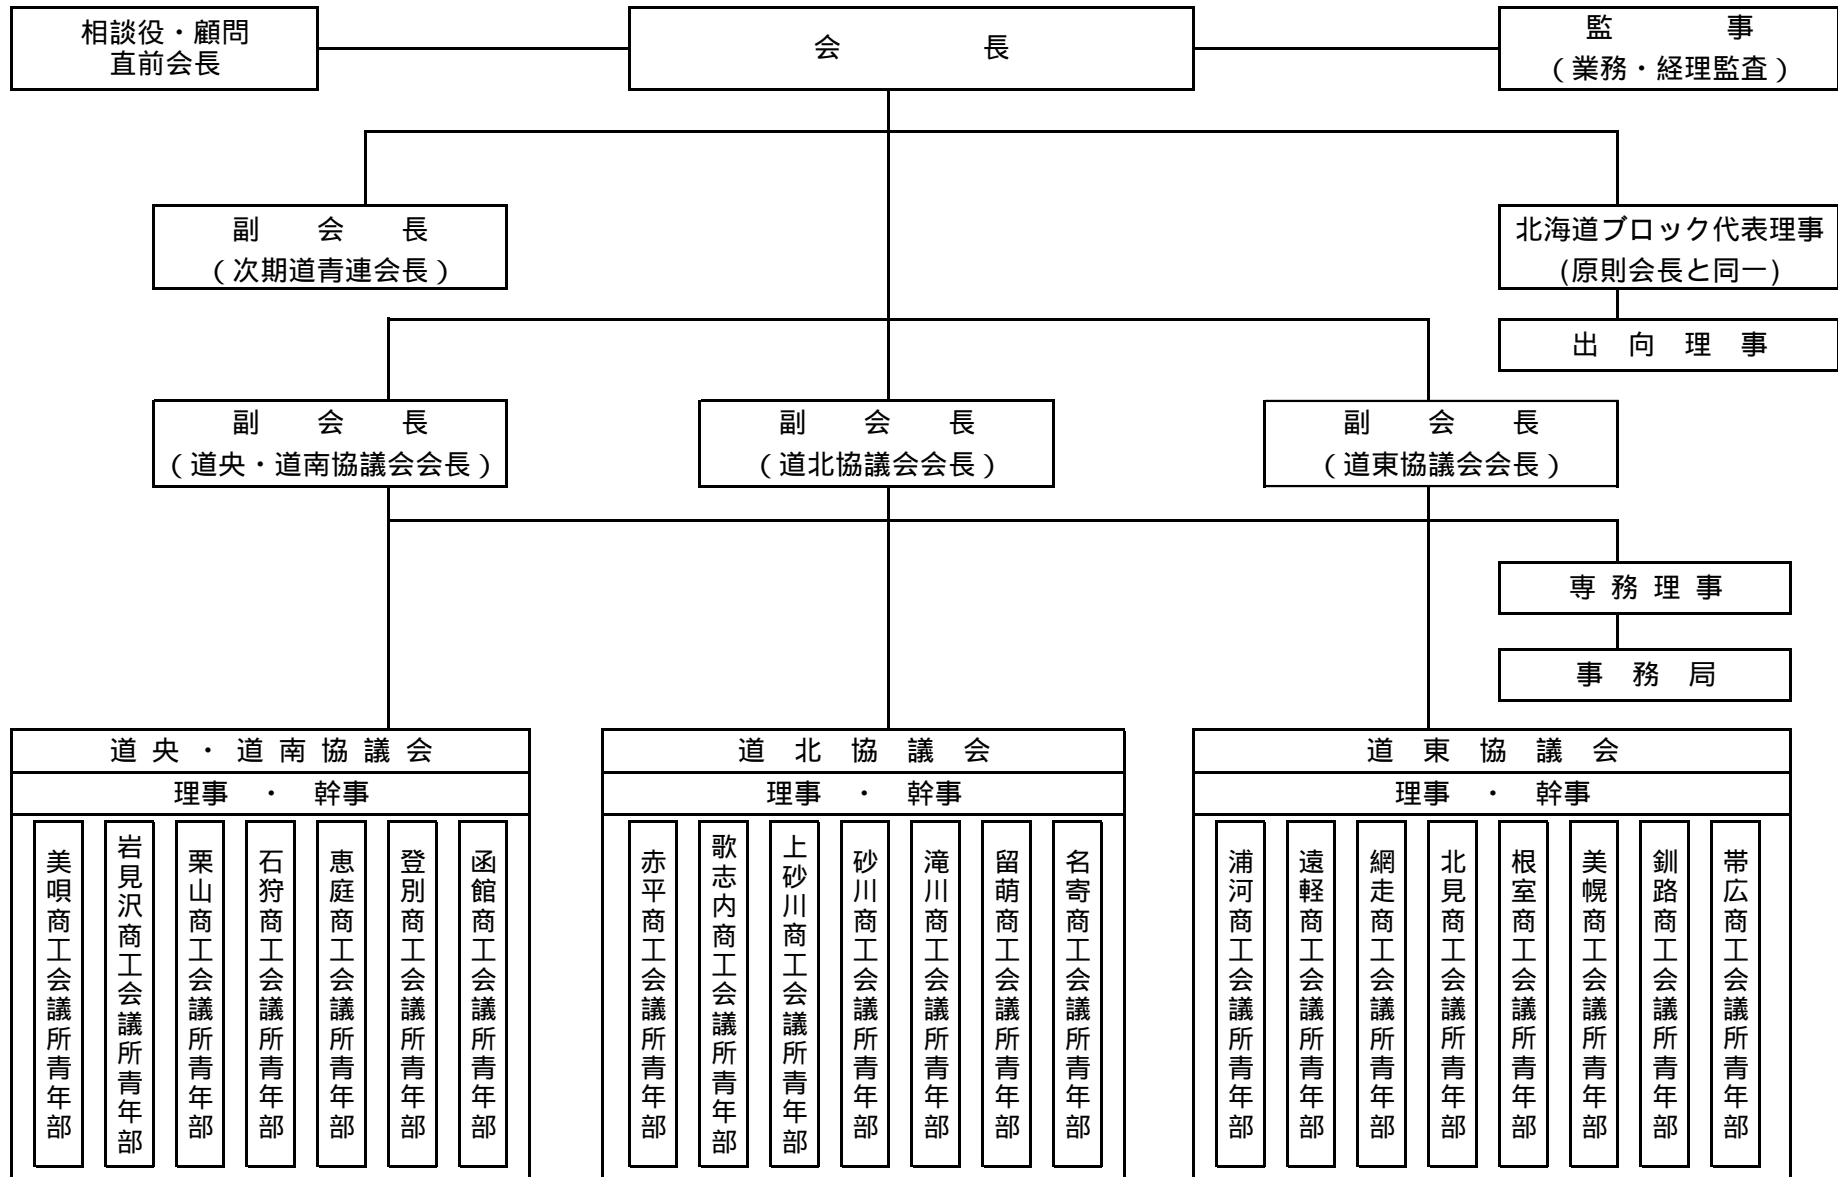 相談役・顧問
直前会長
会長
監事
(業務・経理監査)
副会長
(次期道青連会長)
北海道ブロック代表理事
(原則会長と同一)
出向理事
副会長
(道央・道南協議会会長)
副会長
(道北協議会会長)
副会長
(道東協議会会長)
専務理事
事務局
道央・道南協議会
理事・幹事
美唄商工会議所青年部
岩見沢商工会議所青年部
栗山商工会議所青年部
石狩商工会議所青年部
恵庭商工会議所青年部
登別商工会議所青年部
函館商工会議所青年部
道北協議会
理事・幹事
赤平商工会議所青年部
歌志内商工会議所青年部
上砂川商工会議所青年部
砂川商工会議所青年部
滝川商工会議所青年部
留萌商工会議所青年部
名寄商工会議所青年部
道東協議会
理事・幹事
浦河商工会議所青年部
遠軽商工会議所青年部
網走商工会議所青年部
北見商工会議所青年部
根室商工会議所青年部
美幌商工会議所青年部
釧路商工会議所青年部
帯広商工会議所青年部